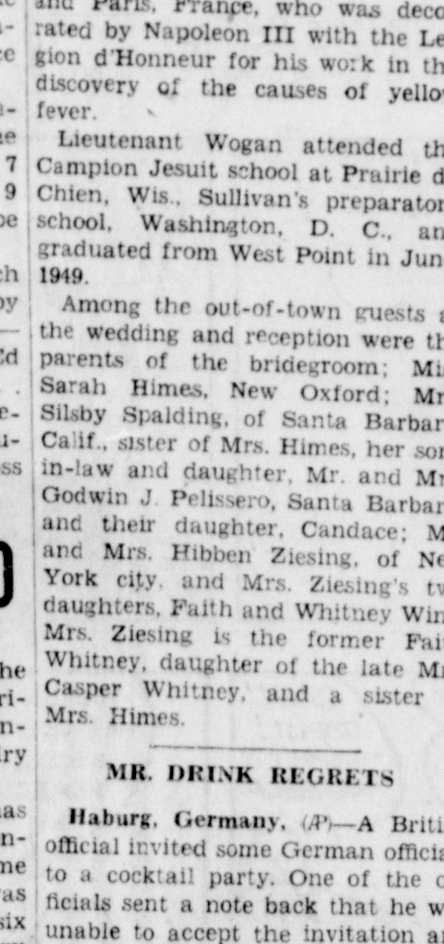 and Paris, France, who was deco
rated by Napoleon III with the Le
gion d'Honneur for his work in th
discovery of the causes of yello
fever.
Lieutenant Wogan attended th
Campion Jesuit school at Prairie d
Chien, Wis., Sullivan's preparator
school, Washington, D. C., an
graduated from West Point in Jun
1949.
Among the out-of-town guests a
the wedding and reception were th
parents of the bridegroom; Mi
Sarah Himes, New Oxford; Mr
Silsby Spalding, of Santa Barbar
Calif., sister of Mrs. Himes, her son
in-law and daughter, Mr. and Mr
Godwin J. Pelissero, Santa Barbar
and their daughter, Candace; M
and Mrs. Hibben Ziesing, of Ne
York city, and Mrs. Ziesing's tw
daughters, Faith and Whitney Win
Mrs. Ziesing is the former Fai
Whitney, daughter of the late Mr
Casper Whitney, and a sister
Mrs. Himes.
MR. DRINK REGRETS
Haburg, Germany, (AP)—A Briti
official invited some German officia
to a cocktail party. One of the o
ficials sent a note back that he w
unable to accept the invitation a